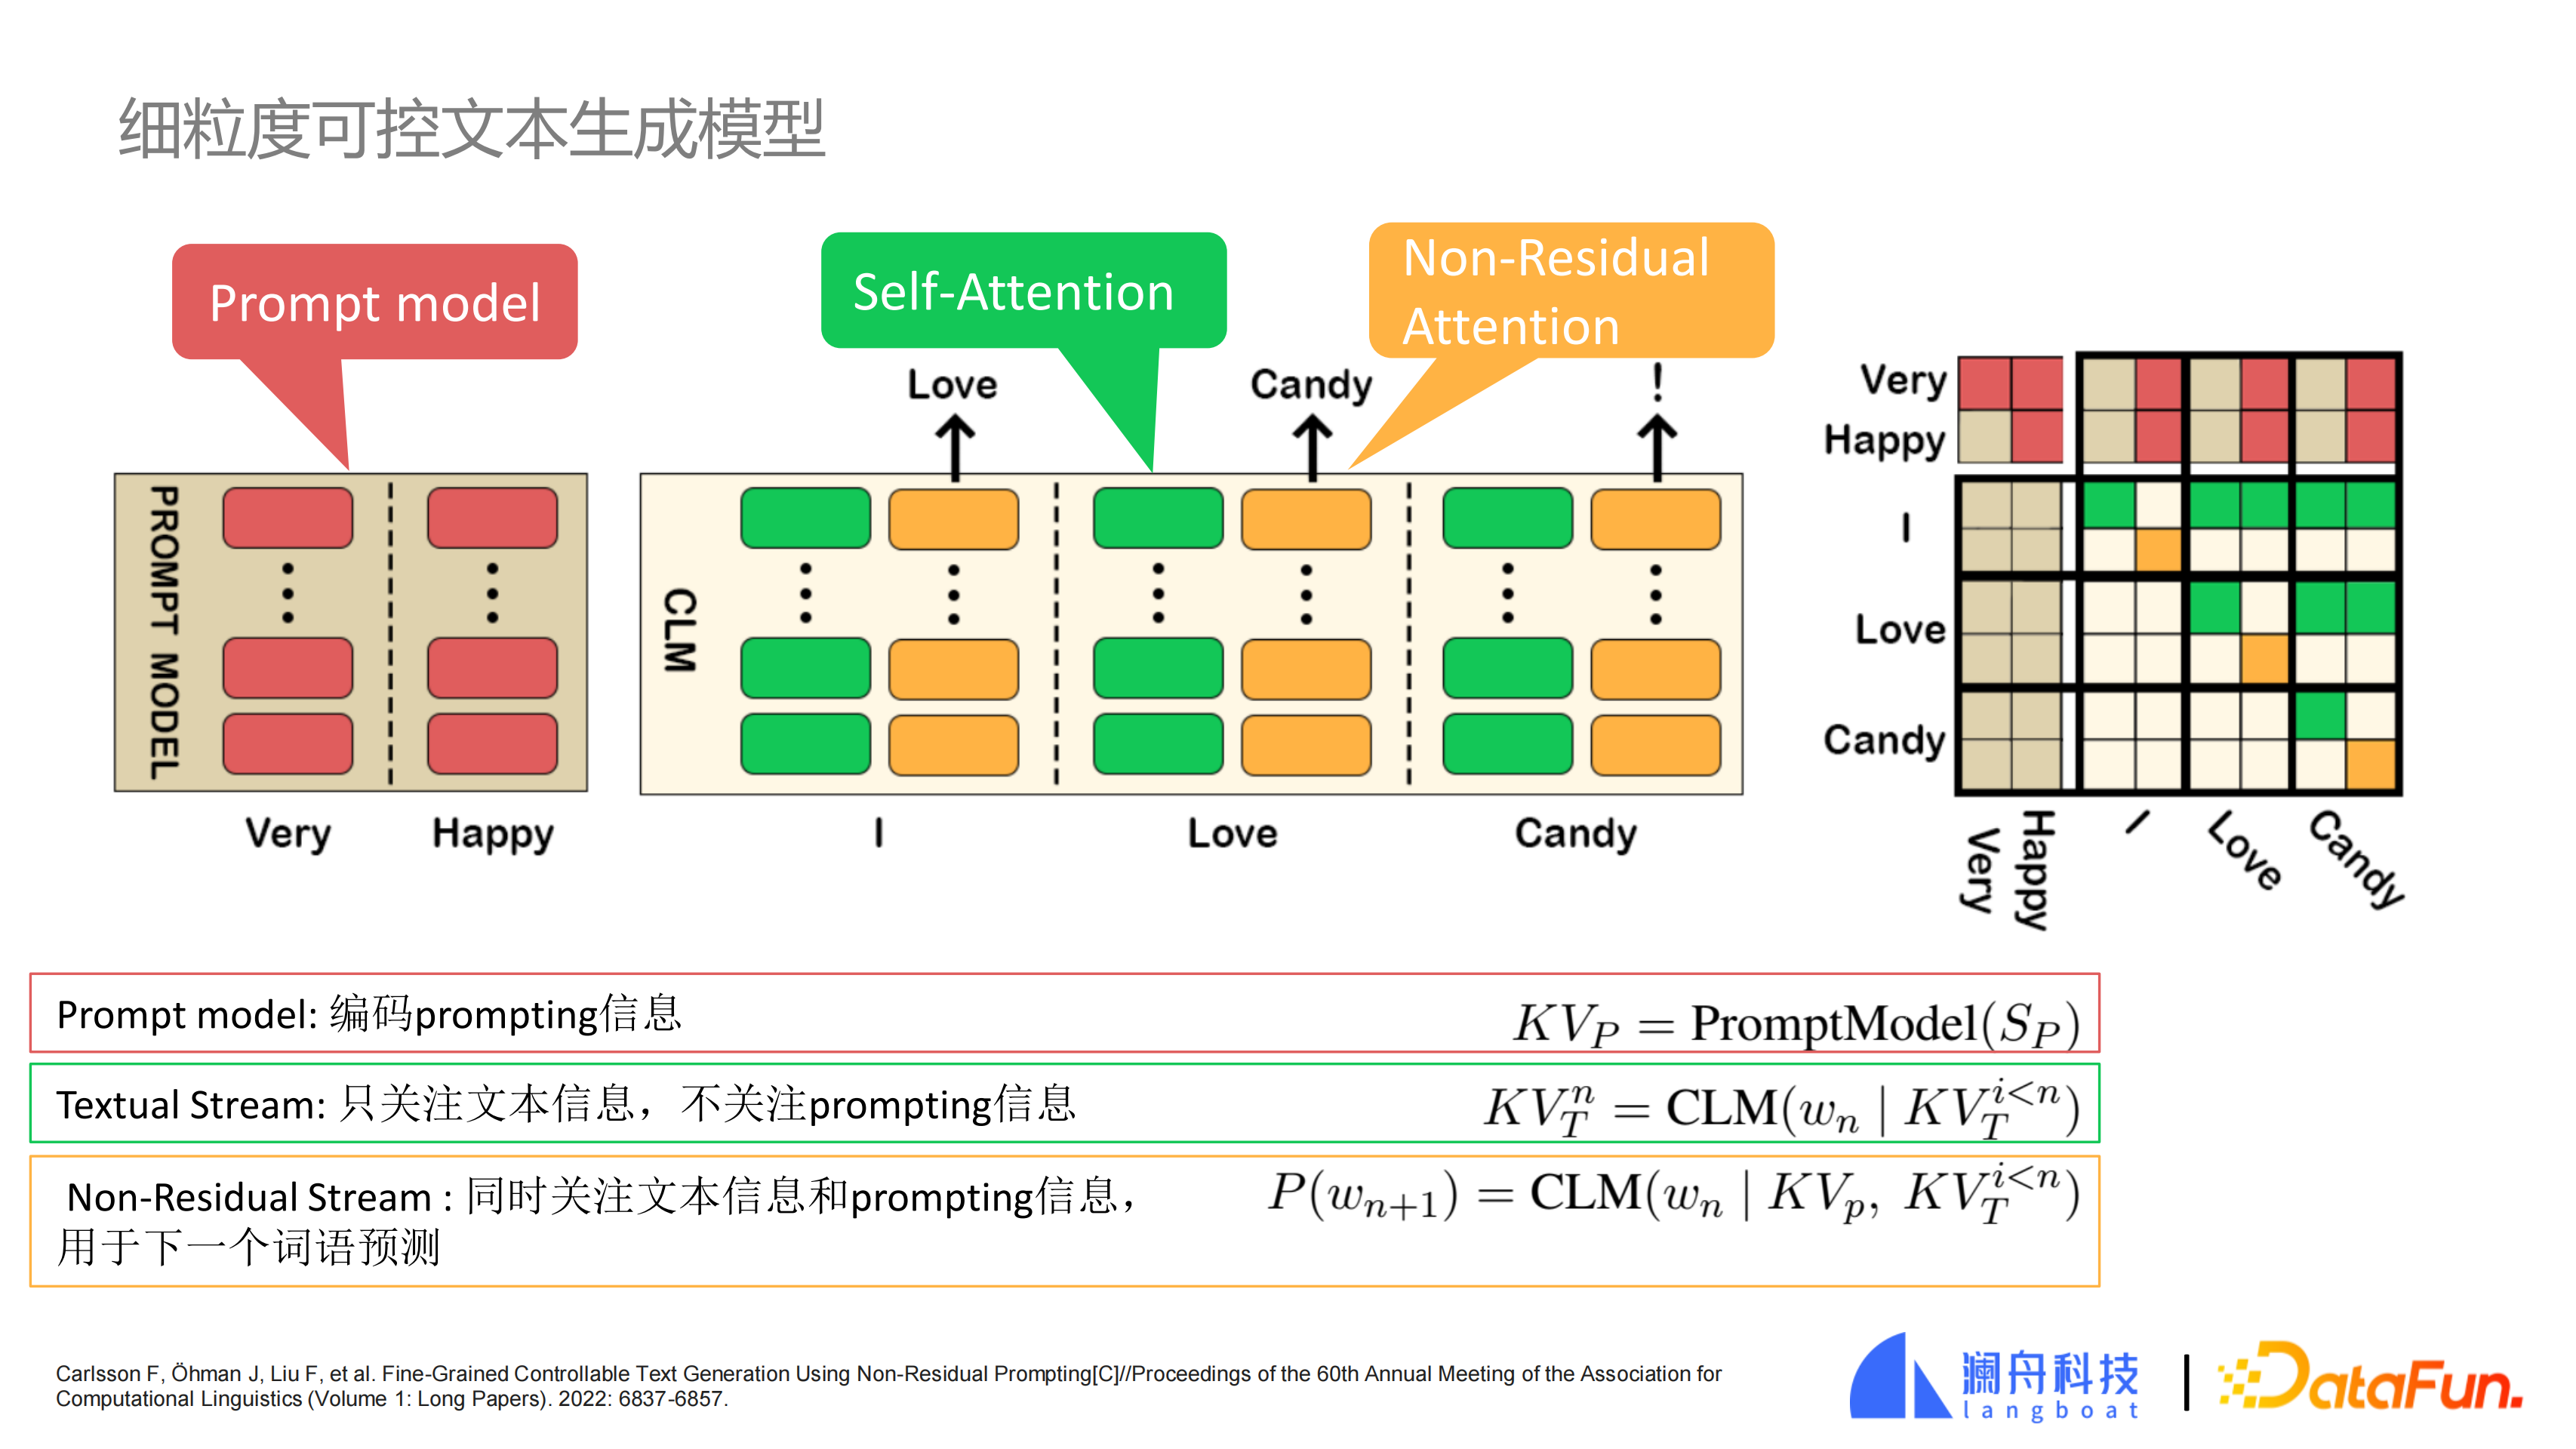 细粒度可控文本生成模型
Prompt model
Self-Attention
Non-Residual
Attention
Love
Candy
!
PROMPT MODEL
CLM
Very
Happy
I
Love
Candy
Very
Happy
I
Love
Candy
Very
Happy
I
Love
Candy
Prompt model: 编码prompting信息
KV_P = PromptModel(S_P)
Textual Stream: 只关注文本信息，不关注prompting信息
KV_T^n = CLM(w_n | KV_T^{i<n})
Non-Residual Stream : 同时关注文本信息和prompting信息，
用于下一个词语预测
P(w_{n+1}) = CLM(w_n | KV_p, KV_T^{i<n})
Carlsson F, Öhman J, Liu F, et al. Fine-Grained Controllable Text Generation Using Non-Residual Prompting[C]//Proceedings of the 60th Annual Meeting of the Association for
Computational Linguistics (Volume 1: Long Papers). 2022: 6837-6857.
澜舟科技
langboat
DataFun.